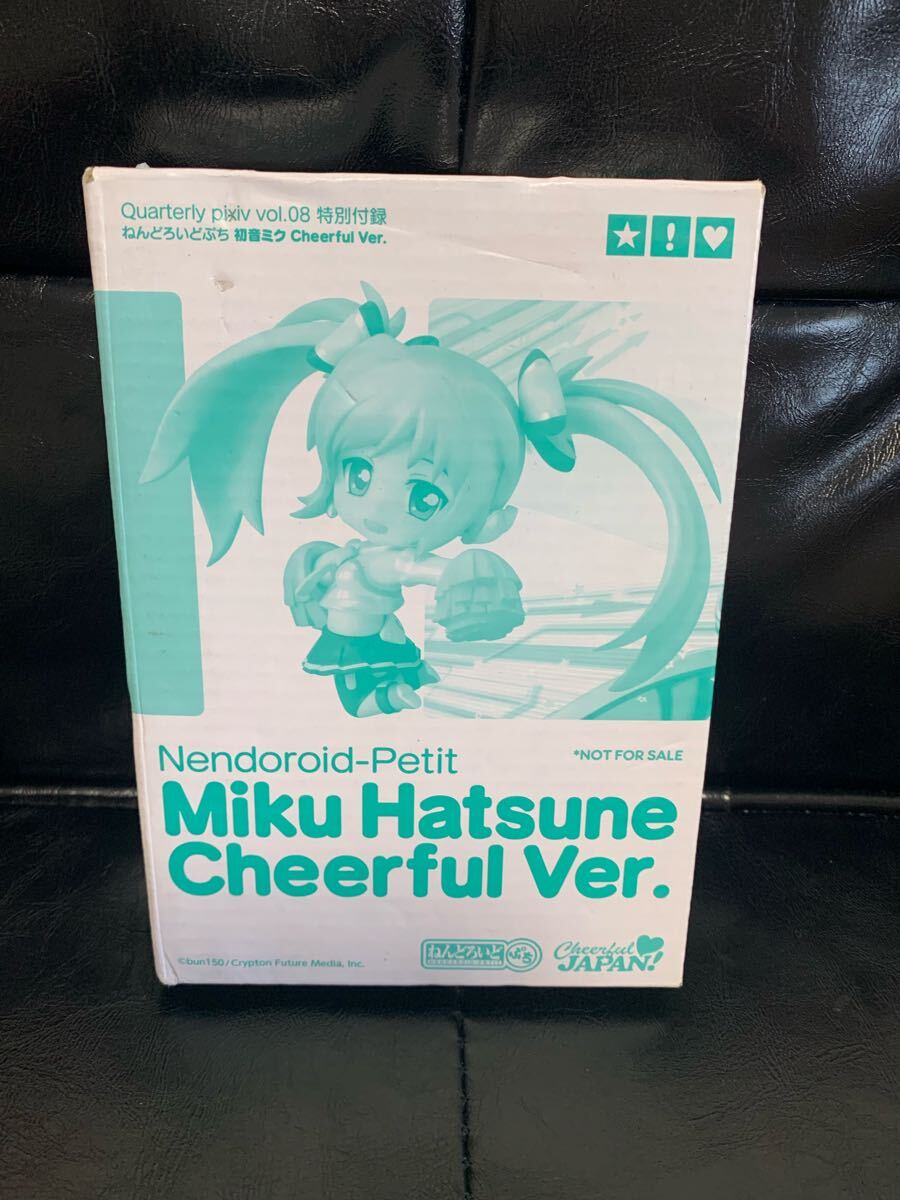 Quarterly pixiv vol.08 特別付録
ねんどろいどぷち 初音ミク Cheerful Ver.
Nendoroid-Petit
*NOT FOR SALE
Miku Hatsune
Cheerful Ver.
©bun150/Crypton Future Media, Inc.
ねんどろいど ぷち
NENDOROID PETIT
Cheerful
JAPAN!